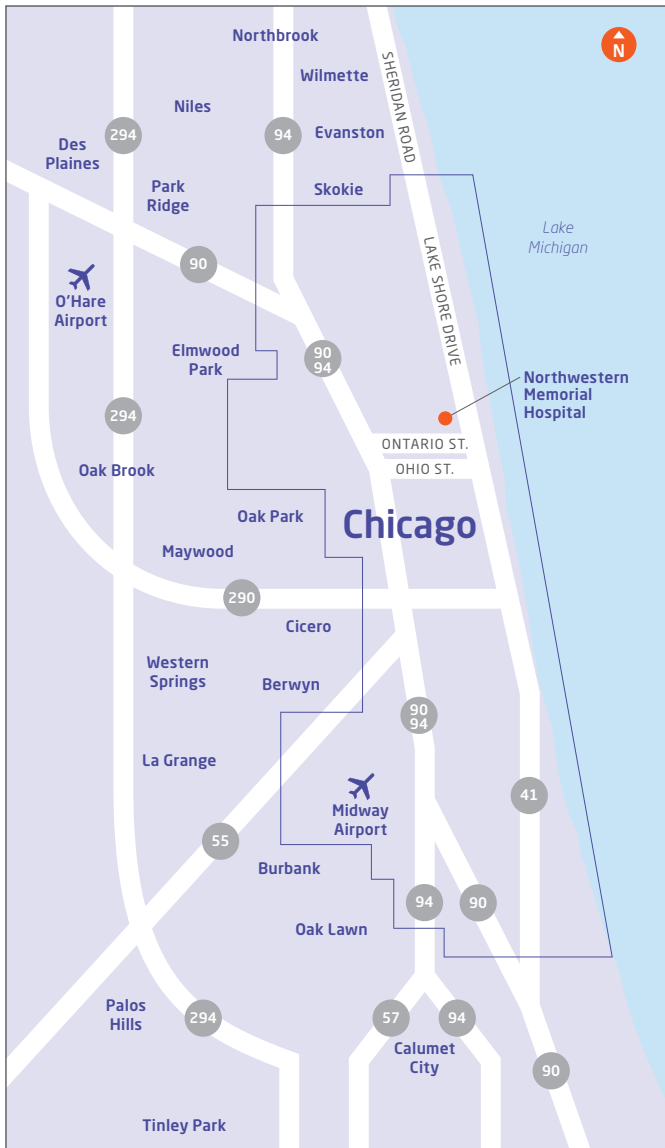 Northbrook
N
Wilmette
SHERIDAN ROAD
Niles
294
94
Evanston
Des
Plaines
Park
Ridge
Skokie
Lake
Michigan
LAKE SHORE DRIVE
90
O'Hare
Airport
Elmwood
Park
90
94
Northwestern
Memorial
Hospital
294
ONTARIO ST.
OHIO ST.
Oak Brook
Oak Park
Chicago
Maywood
290
Cicero
Western
Springs
Berwyn
90
94
La Grange
Midway
Airport
41
55
Burbank
94
90
Oak Lawn
Palos
Hills
294
57
94
Calumet
City
90
Tinley Park